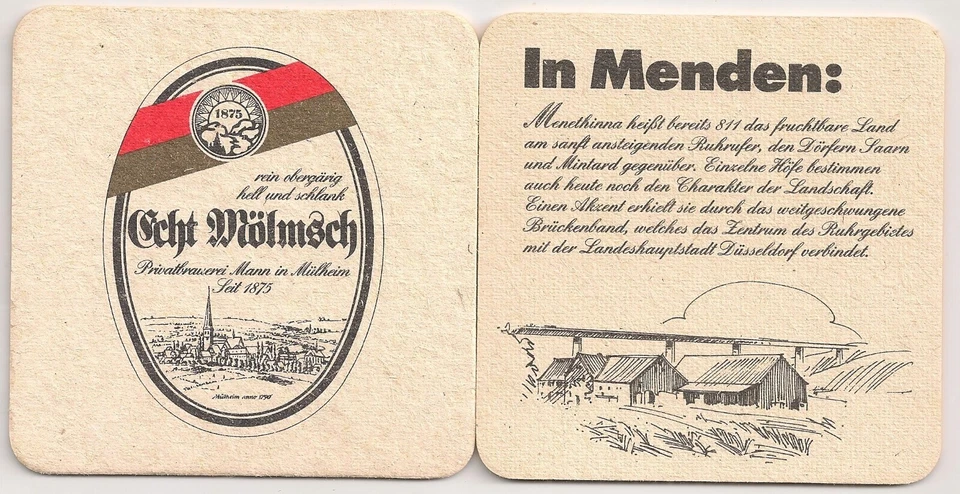 1875
rein obergärig
hell und schlank
Echt Mölmsch
Privatbrauerei Mann in Mülheim
Seit 1875
Mülheim anno 1790
In Menden:
Menethinna heißt bereits 811 das fruchtbare Land
am sanft ansteigenden Ruhrufer, den Dörfern Saarn
und Mintard gegenüber. Einzelne Höfe bestimmen
auch heute noch den Charakter der Landschaft.
Einen Akzent erhielt sie durch das weitgeschwungene
Brückenband, welches das Zentrum des Ruhrgebietes
mit der Landeshauptstadt Düsseldorf verbindet.